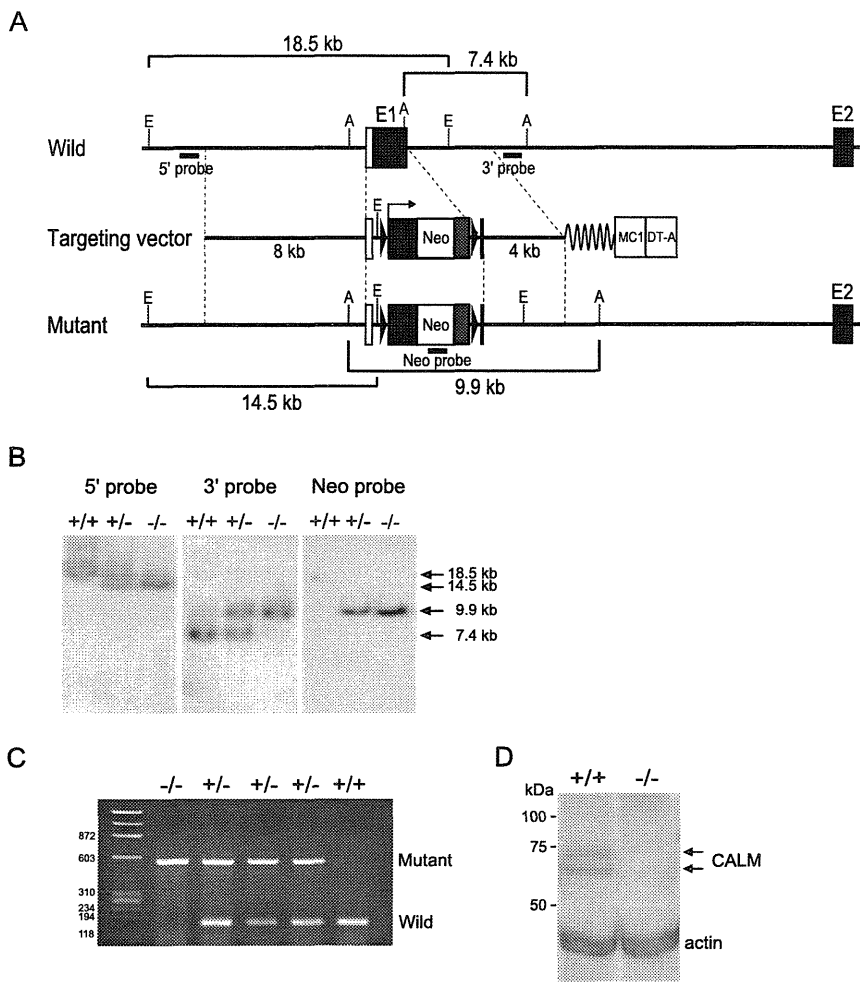 A
18.5 kb
7.4 kb
E A E1 A E A E2
Wild
5' probe 3' probe
E
Targeting vector Neo MC1 DT-A
8 kb 4 kb
E A E E A E2
Mutant Neo
Neo probe
14.5 kb 9.9 kb
B
5' probe 3' probe Neo probe
+/+ +/- -/- +/+ +/- -/- +/+ +/- -/-
18.5 kb
14.5 kb
9.9 kb
7.4 kb
C
-/- +/- +/- +/- +/+
872
603
310
234
194
118
Mutant
Wild
D
+/+ -/-
kDa
100 -
75 -
50 -
CALM
actin